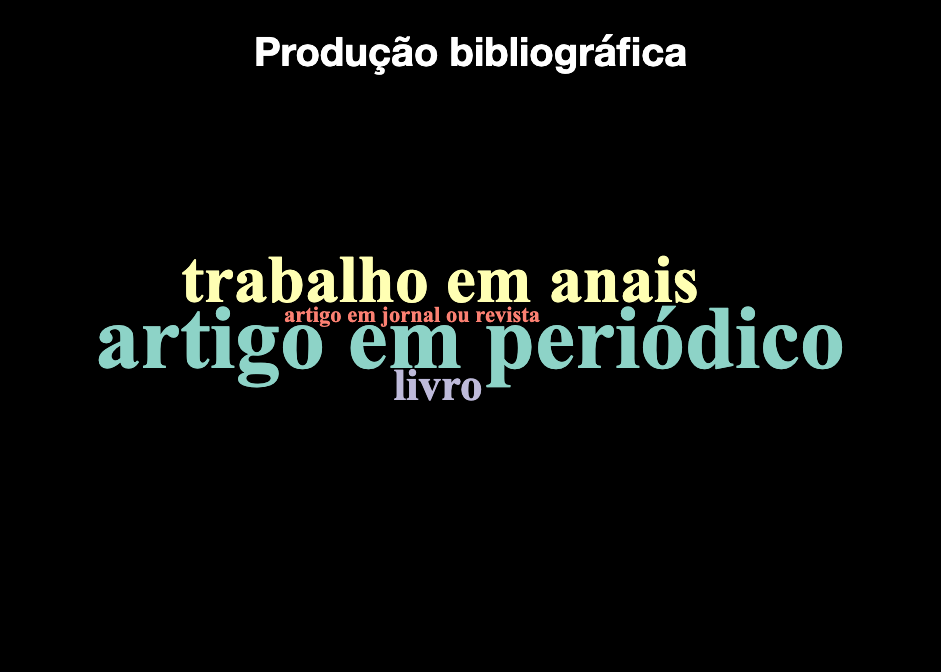 Produção bibliográfica
trabalho em anais
artigo em jornal ou revista
artigo em periódico
livro